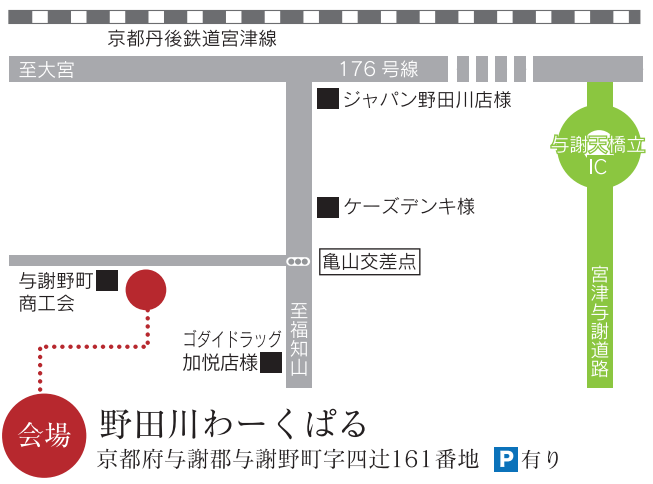 京都丹後鉄道宮津線
至大宮
176号線
ジャパン野田川店様
与謝天橋立
IC
ケーズデンキ様
亀山交差点
与謝野町
商工会
至福知山
宮津与謝道路
ゴダイドラッグ
加悦店様
会場
野田川わーくぱる
京都府与謝郡与謝野町字四辻161番地 P有り